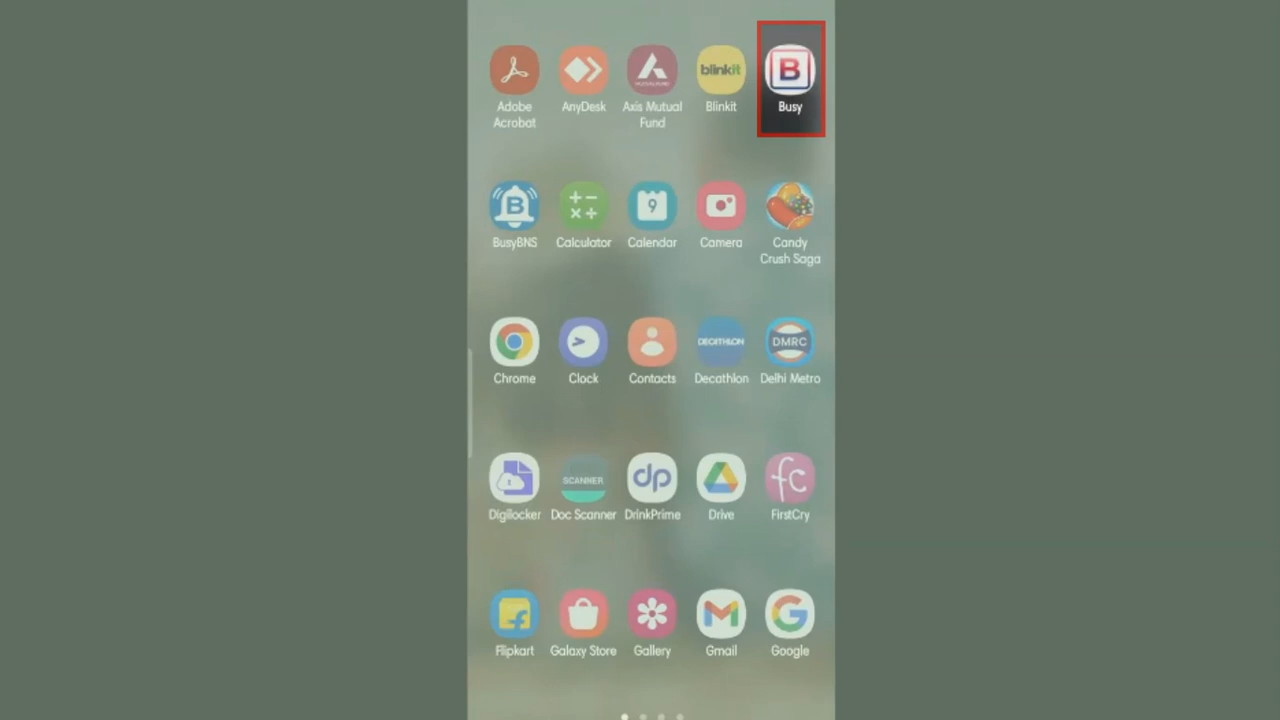 blinkit
B
Adobe
Acrobat
AnyDesk
Axis Mutual
Fund
Blinkit
Busy
B
9
BusyBNS
Calculator
Calendar
Camera
Candy
Crush Saga
DECATHLON
DMRC
Chrome
Clock
Contacts
Decathlon
Delhi Metro
SCANNER
dp
fc
Digilocker
Doc Scanner
DrinkPrime
Drive
FirstCry
Flipkart
Galaxy Store
Gallery
Gmail
Google